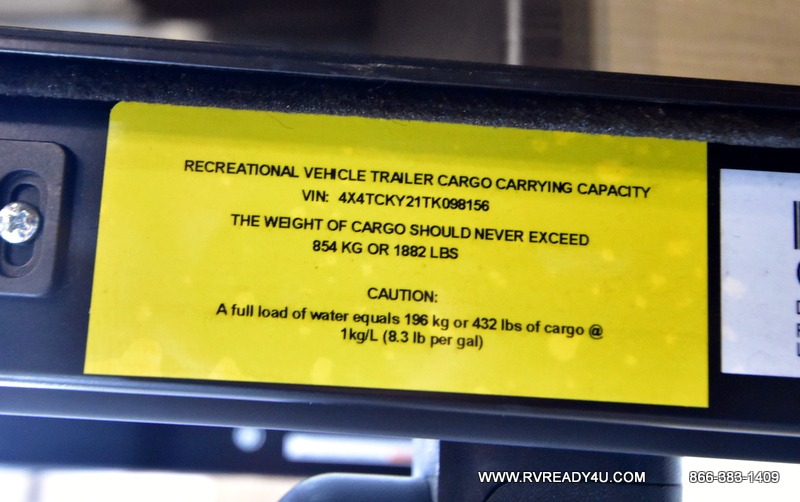 RECREATIONAL VEHICLE TRAILER CARGO CARRYING CAPACITY
VIN: 4X4TCKY21TK098156
THE WEIGHT OF CARGO SHOULD NEVER EXCEED
854 KG OR 1882 LBS
CAUTION:
A full load of water equals 196 kg or 432 lbs of cargo @
1kg/L (8.3 lb per gal)
WWW.RVREADY4U.COM 866-383-1409